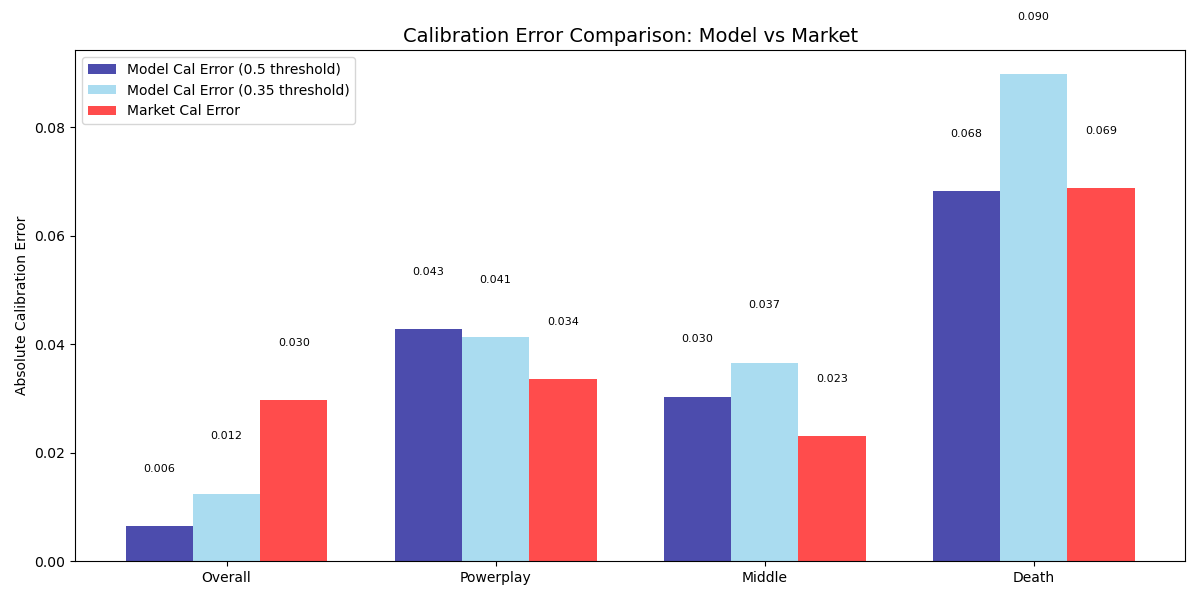 0.090
Calibration Error Comparison: Model vs Market
Model Cal Error (0.5 threshold)
Model Cal Error (0.35 threshold)
Market Cal Error
Absolute Calibration Error
0.08
0.06
0.04
0.02
0.00
0.006
0.012
0.030
0.043
0.041
0.034
0.030
0.037
0.023
0.068
0.069
Overall
Powerplay
Middle
Death